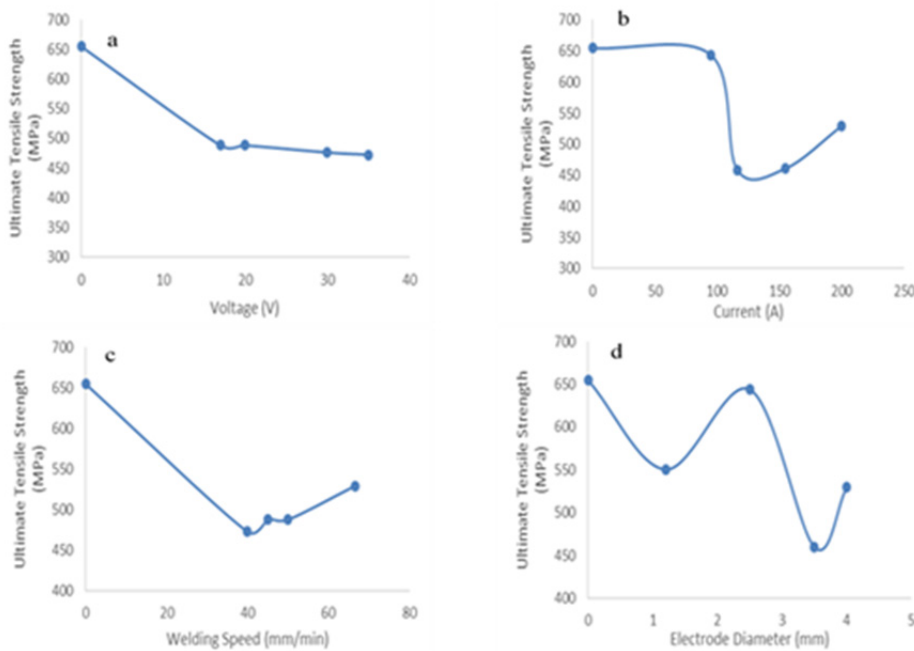 a
Ultimate Tensile Strength
(MPa)
700
650
600
550
500
450
400
350
300
0 10 20 30 40
Voltage (V)
b
Ultimate Tensile Strength
(MPa)
700
650
600
550
500
450
400
350
300
0 50 100 150 200 250
Current (A)
c
Ultimate Tensile Strength
(MPa)
700
650
600
550
500
450
400
0 20 40 60 80
Welding Speed (mm/min)
d
Ultimate Tensile Strength
(MPa)
700
650
600
550
500
450
400
0 1 2 3 4 5
Electrode Diameter (mm)